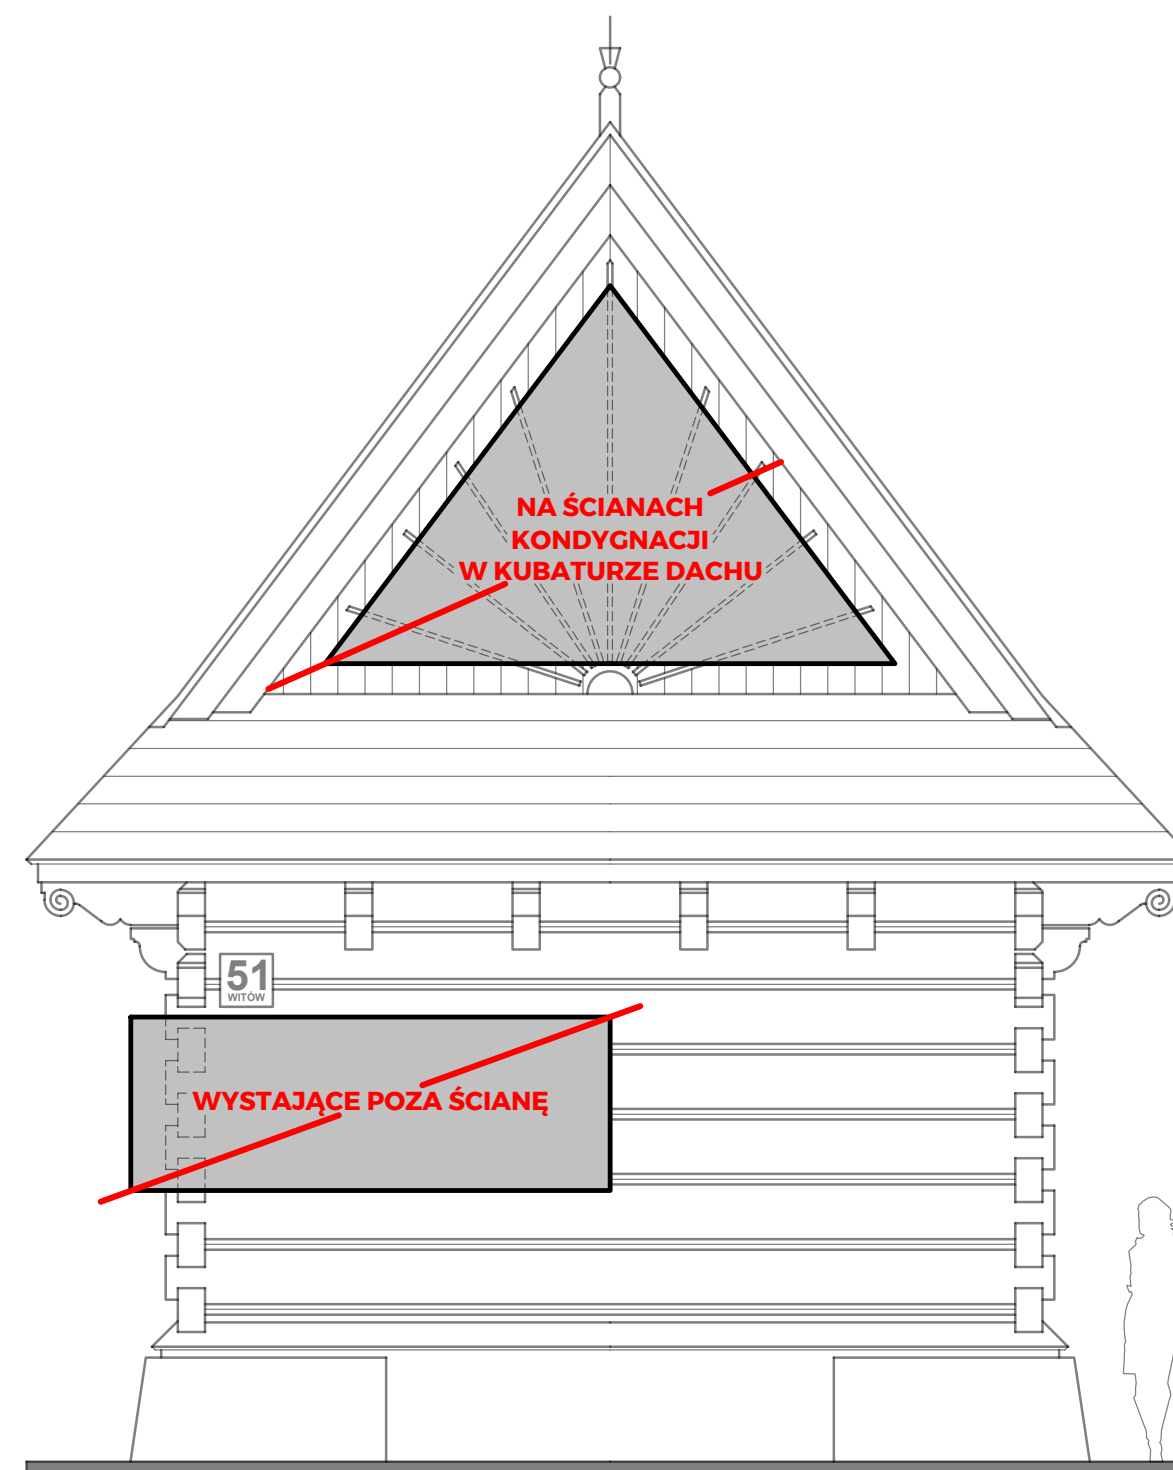 NA ŚCIANACH
KONDYGNACJI
W KUBATURZE DACHU
51
WITÓW
WYSTAJĄCE POZA ŚCIANĘ